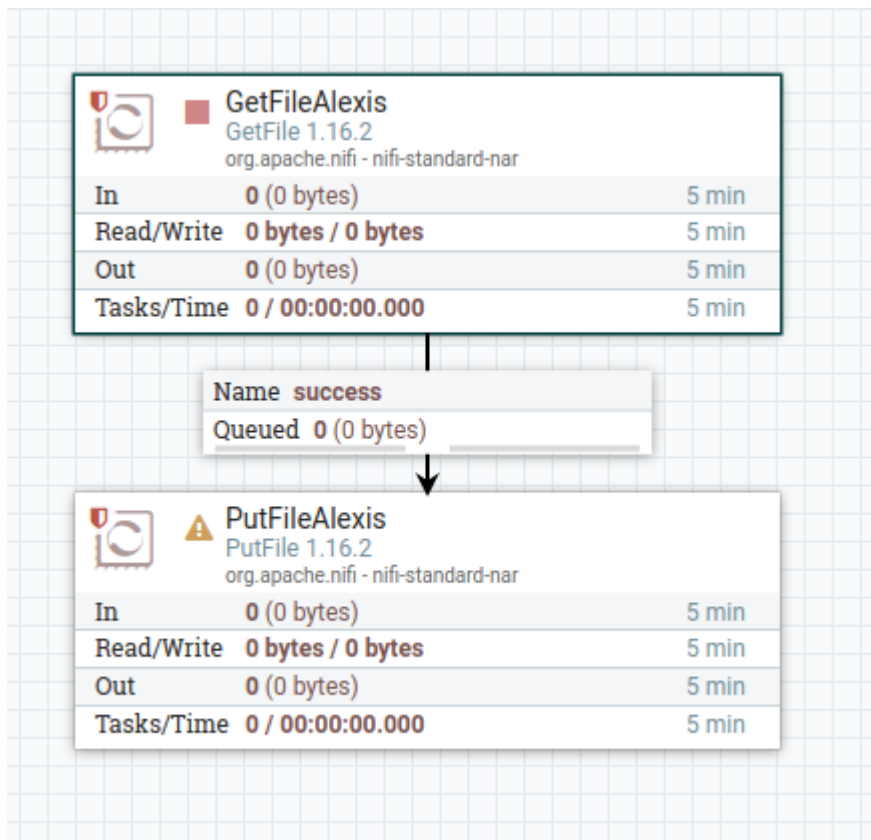 GetFileAlexis
GetFile 1.16.2
org.apache.nifi - nifi-standard-nar
In 0 (0 bytes) 5 min
Read/Write 0 bytes / 0 bytes 5 min
Out 0 (0 bytes) 5 min
Tasks/Time 0 / 00:00:00.000 5 min
Name success
Queued 0 (0 bytes)
PutFileAlexis
PutFile 1.16.2
org.apache.nifi - nifi-standard-nar
In 0 (0 bytes) 5 min
Read/Write 0 bytes / 0 bytes 5 min
Out 0 (0 bytes) 5 min
Tasks/Time 0 / 00:00:00.000 5 min